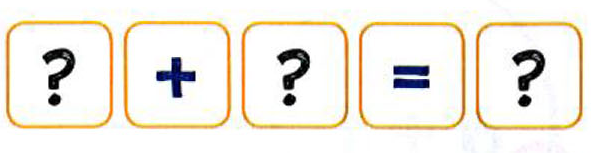 ? + ? = ?